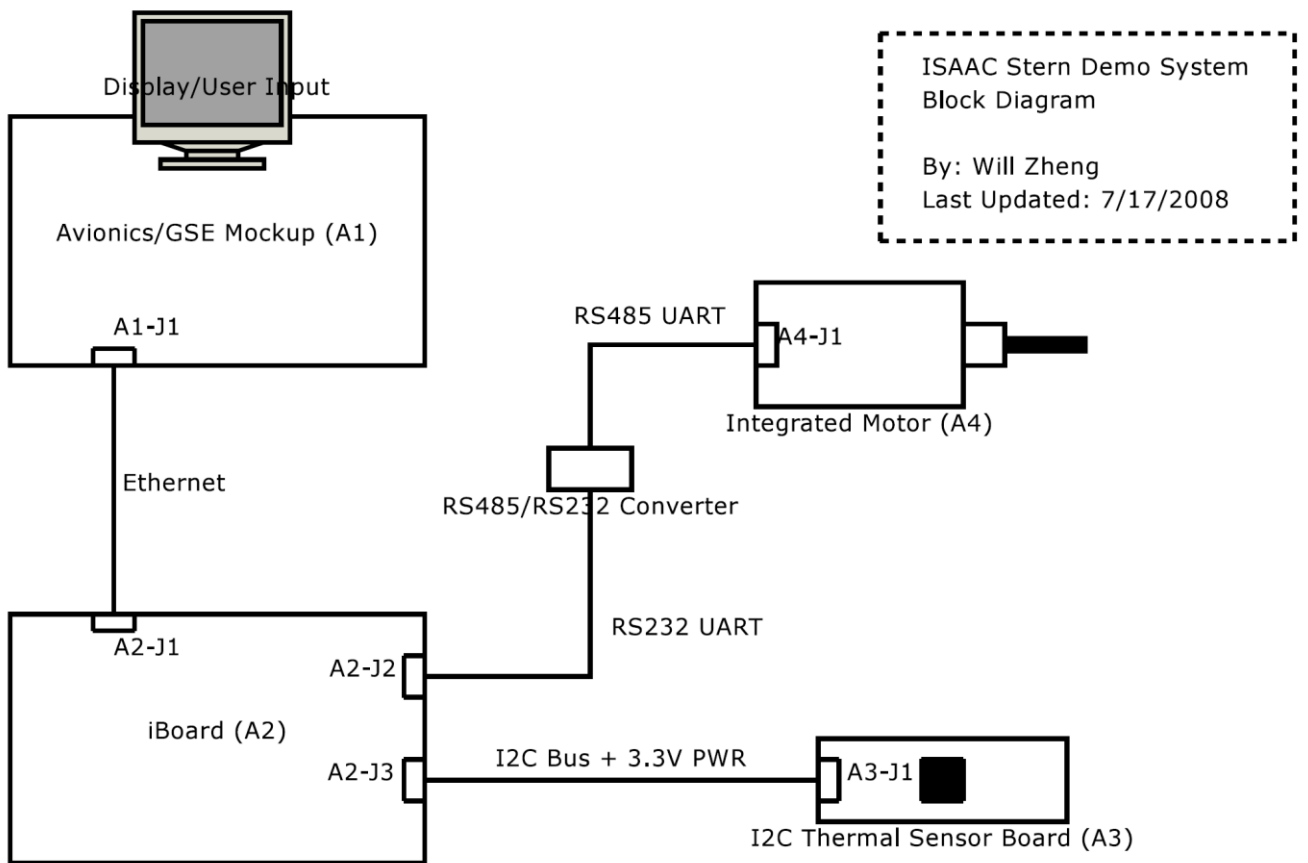 Display/User Input
ISAAC Stern Demo System
Block Diagram
By: Will Zheng
Last Updated: 7/17/2008
Avionics/GSE Mockup (A1)
A1-J1
RS485 UART
A4-J1
Integrated Motor (A4)
Ethernet
RS485/RS232 Converter
RS232 UART
A2-J1
A2-J2
iBoard (A2)
A2-J3
I2C Bus + 3.3V PWR
A3-J1
I2C Thermal Sensor Board (A3)